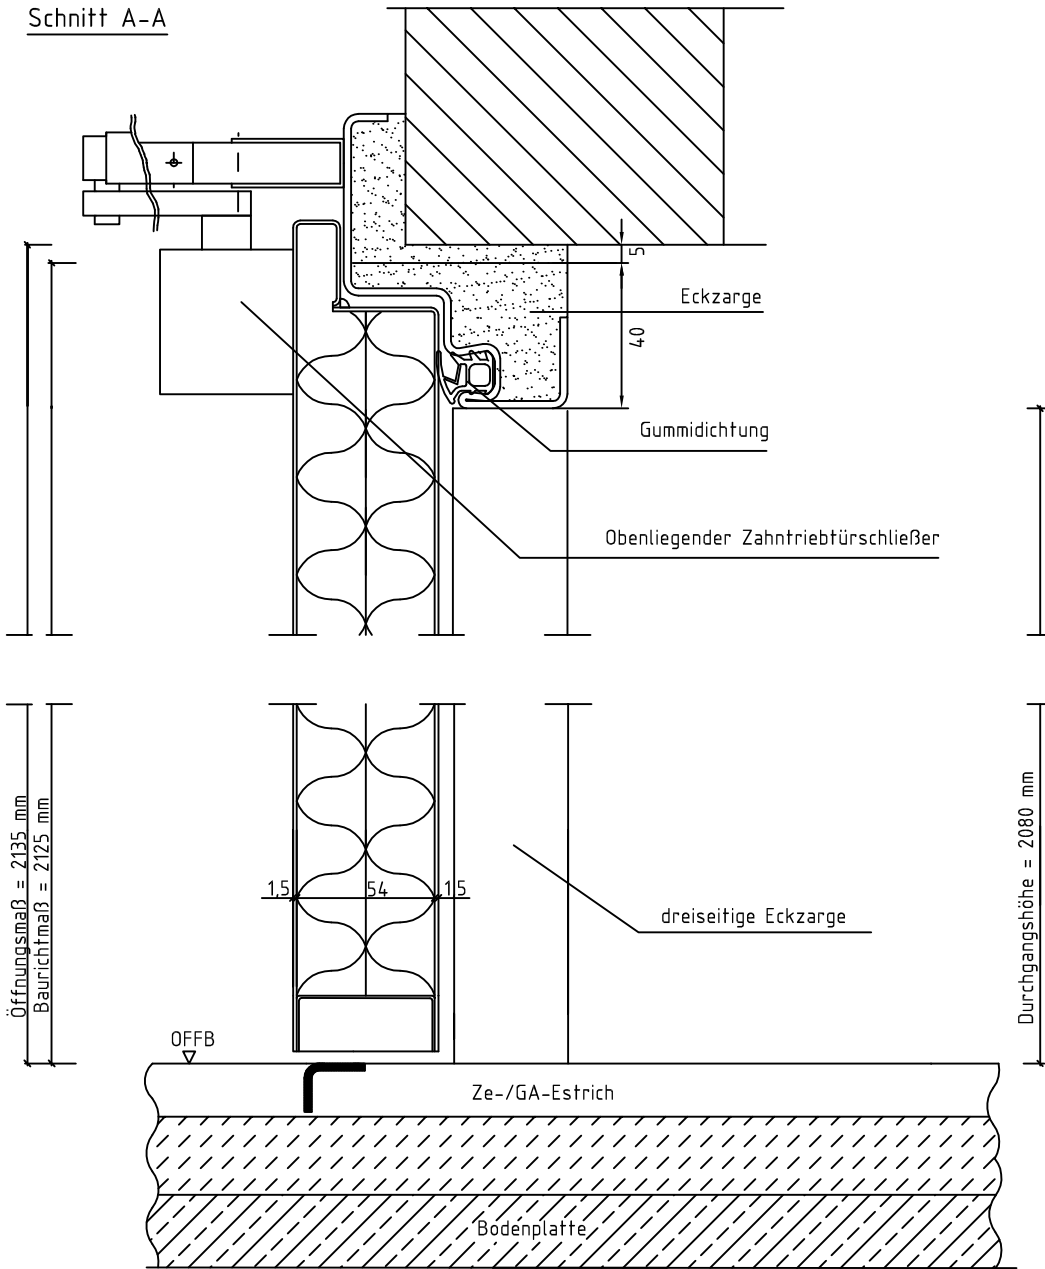 Schnitt A-A
5
Eckzarge
40
Gummidichtung
Obenliegender Zahntriebtürschließer
Öffnungsmaß = 2135 mm
Baurichtmaß = 2125 mm
Durchgangshöhe = 2080 mm
1,5
54
1,5
dreiseitige Eckzarge
OFFB
Ze-/GA-Estrich
Bodenplatte